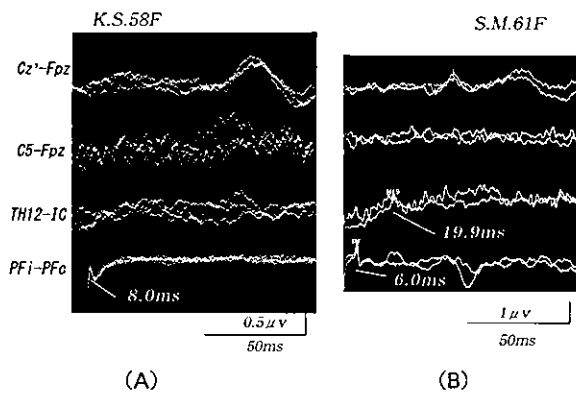 K.S.58F
S.M.61F
Cz'-Fpz
C5-Fpz
TH12-IC
PFi-PFc
8.0ms
0.5μv
50ms
N19
19.9ms
6.0ms
1μv
50ms
(A)
(B)